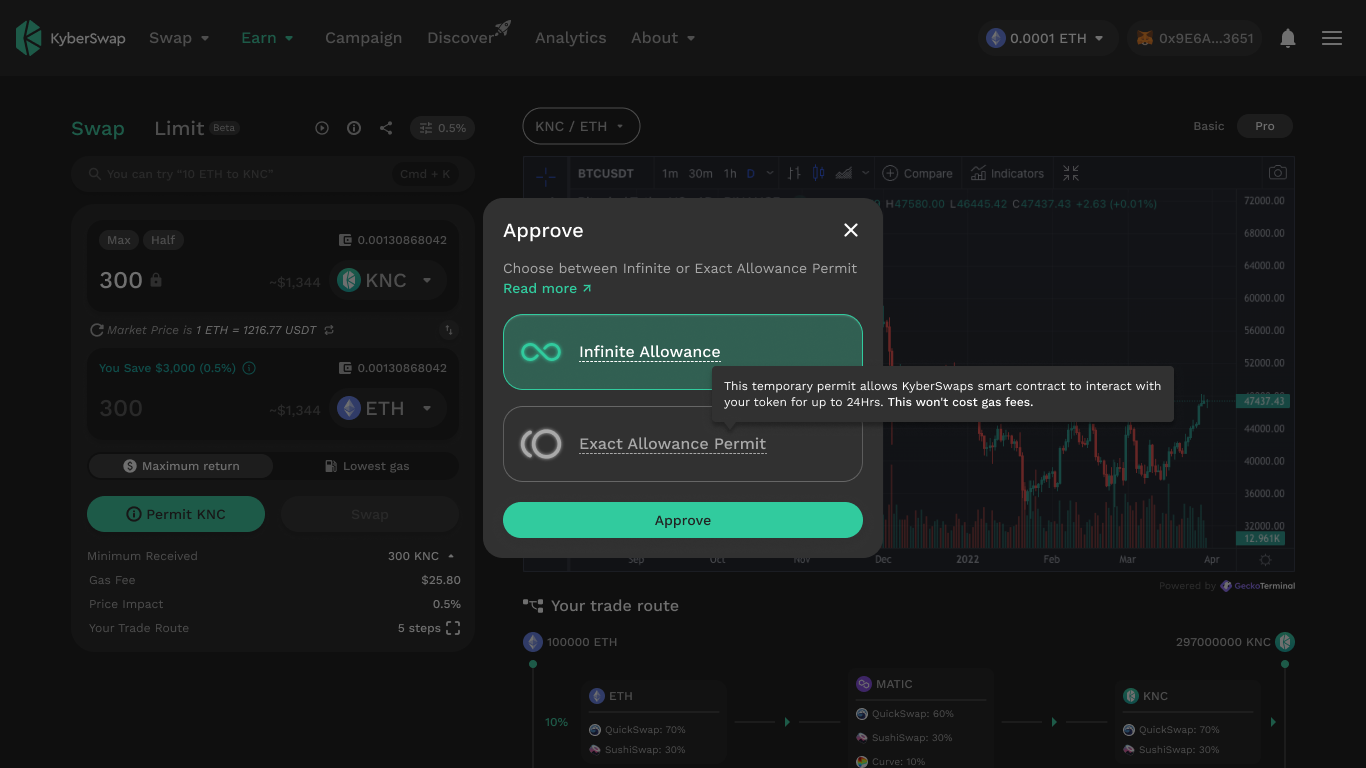 KyberSwap
Swap
Earn
Campaign
Discover
Analytics
About
0.0001 ETH
0x9E6A...3651
Swap
Limit
Beta
0.5%
You can try “10 ETH to KNC”
Cmd + K
Max
Half
0.00130868042
300
~$1,344
KNC
Market Price is 1 ETH = 1216.77 USDT
You Save $3,000 (0.5%)
0.00130868042
300
~$1,344
ETH
Maximum return
Lowest gas
Permit KNC
Swap
Minimum Received
300 KNC
Gas Fee
$25.80
Price Impact
0.5%
Your Trade Route
5 steps
KNC / ETH
Basic
Pro
BTCUSDT
1m
30m
1h
D
Compare
Indicators
H47580.00 L46445.42 C47437.43 +2.63 (+0.01%)
72000.00
68000.00
64000.00
60000.00
56000.00
52000.00
47437.43
44000.00
40000.00
36000.00
32000.00
12.961K
Sep
Oct
Nov
Dec
2022
Feb
Mar
Apr
Approve
Choose between Infinite or Exact Allowance Permit
Read more ↗
Infinite Allowance
This temporary permit allows KyberSwaps smart contract to interact with
your token for up to 24Hrs. This won't cost gas fees.
Exact Allowance Permit
Approve
Powered by GeckoTerminal
Your trade route
100000 ETH
297000000 KNC
10%
ETH
QuickSwap: 70%
SushiSwap: 30%
MATIC
QuickSwap: 60%
SushiSwap: 30%
Curve: 10%
KNC
QuickSwap: 70%
SushiSwap: 30%